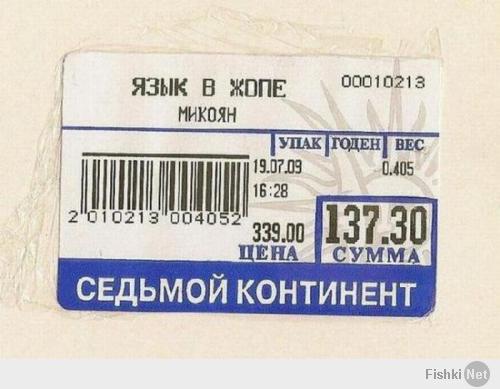 ЯЗЫК В ЖОПЕ
00010213
МИКОЯН
УПАК ГОДЕН ВЕС
19.07.09
0.405
16:28
2 010213 004052
339.00
137.30
ЦЕНА
СУММА
СЕДЬМОЙ КОНТИНЕНТ
Fishki Net